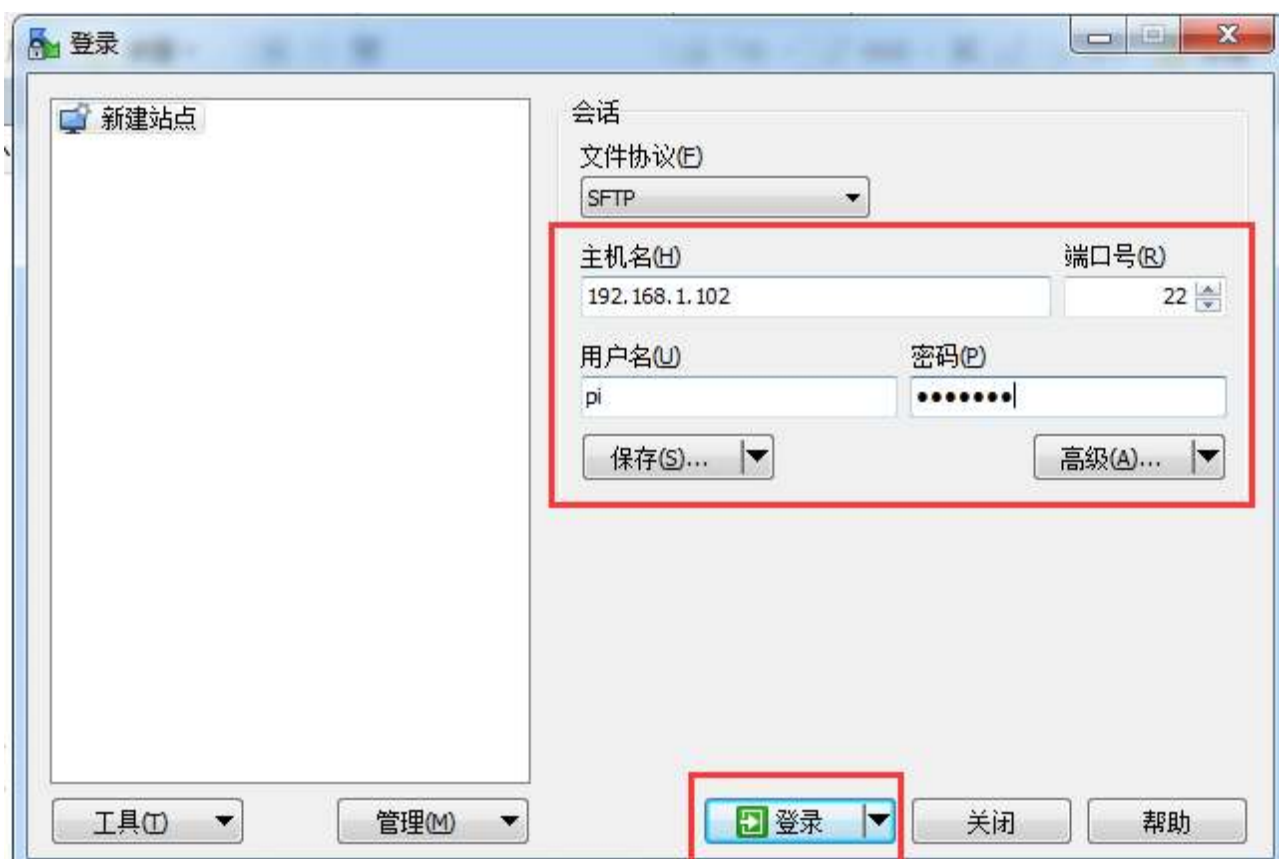 登录
新建站点
会话
文件协议(F)
SFTP
主机名(H) 端口号(R)
192.168.1.102 22
用户名(U) 密码(P)
pi •••••••
保存(S)... 高级(A)...
工具(T) 管理(M) 登录 关闭 帮助